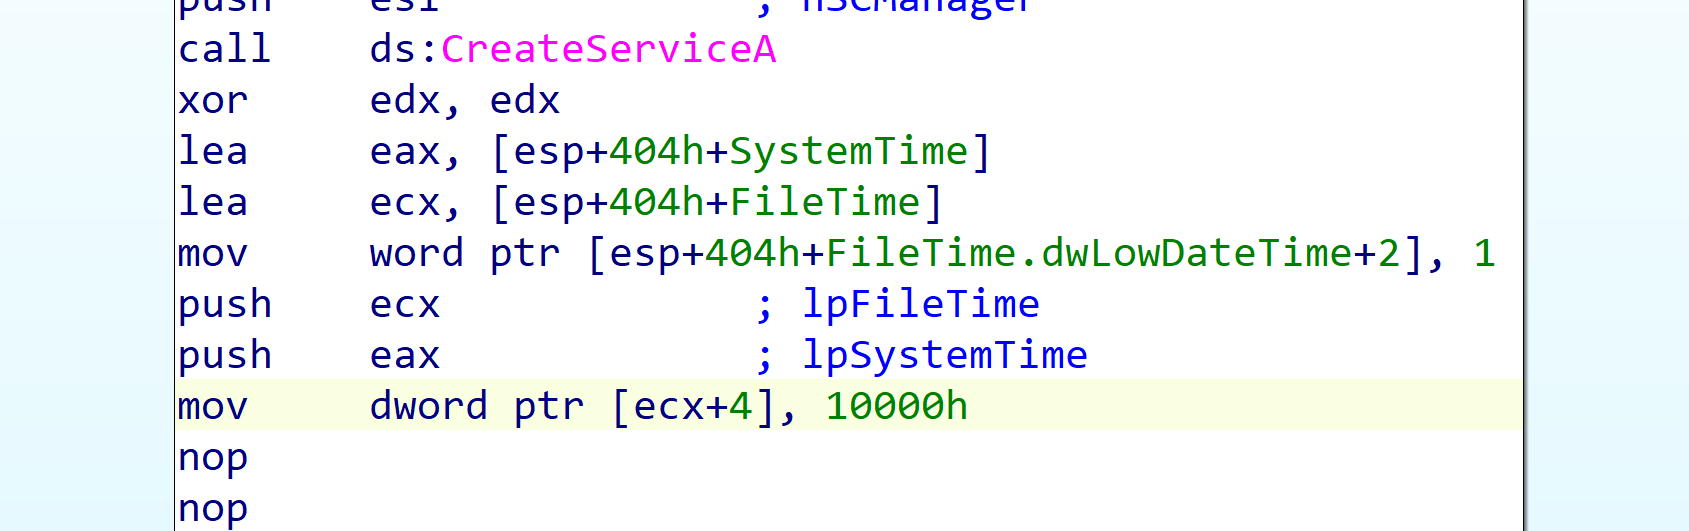 push    esi             ; hSCManager
call    ds:CreateServiceA
xor     edx, edx
lea     eax, [esp+404h+SystemTime]
lea     ecx, [esp+404h+FileTime]
mov     word ptr [esp+404h+FileTime.dwLowDateTime+2], 1
push    ecx             ; lpFileTime
push    eax             ; lpSystemTime
mov     dword ptr [ecx+4], 10000h
nop
nop